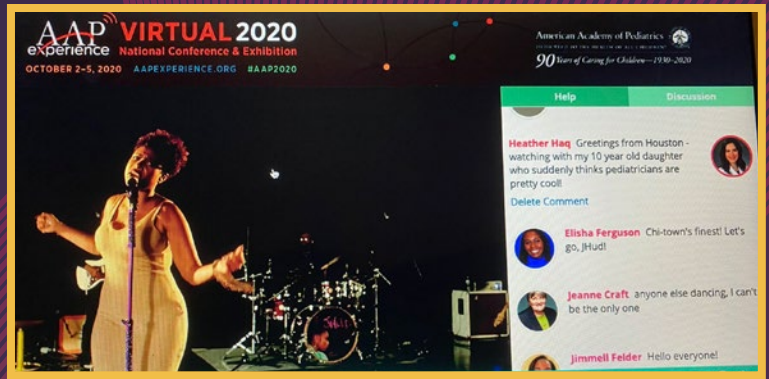 AAP experience
VIRTUAL 2020
National Conference & Exhibition
OCTOBER 2–5, 2020 AAPEXPERIENCE.ORG #AAP2020
American Academy of Pediatrics
90 Years of Caring for Children—1930–2020
Help Discussion
Heather Haq Greetings from Houston -
watching with my 10 year old daughter
who suddenly thinks pediatricians are
pretty cool!
Delete Comment
Elisha Ferguson Chi-town's finest! Let's
go, JHud!
Jeanne Craft anyone else dancing, I can't
be the only one
Jimmell Felder Hello everyone!